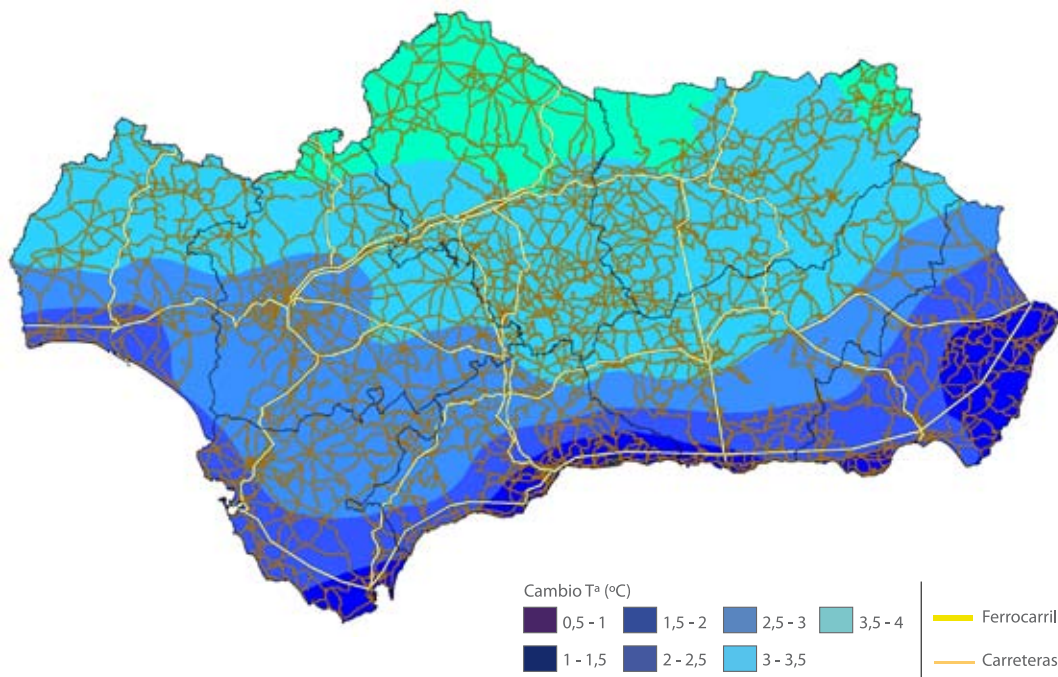 Cambio Tª (ºC)
0,5 - 1
1,5 - 2
2,5 - 3
3,5 - 4
1 - 1,5
2 - 2,5
3 - 3,5
Ferrocarril
Carreteras